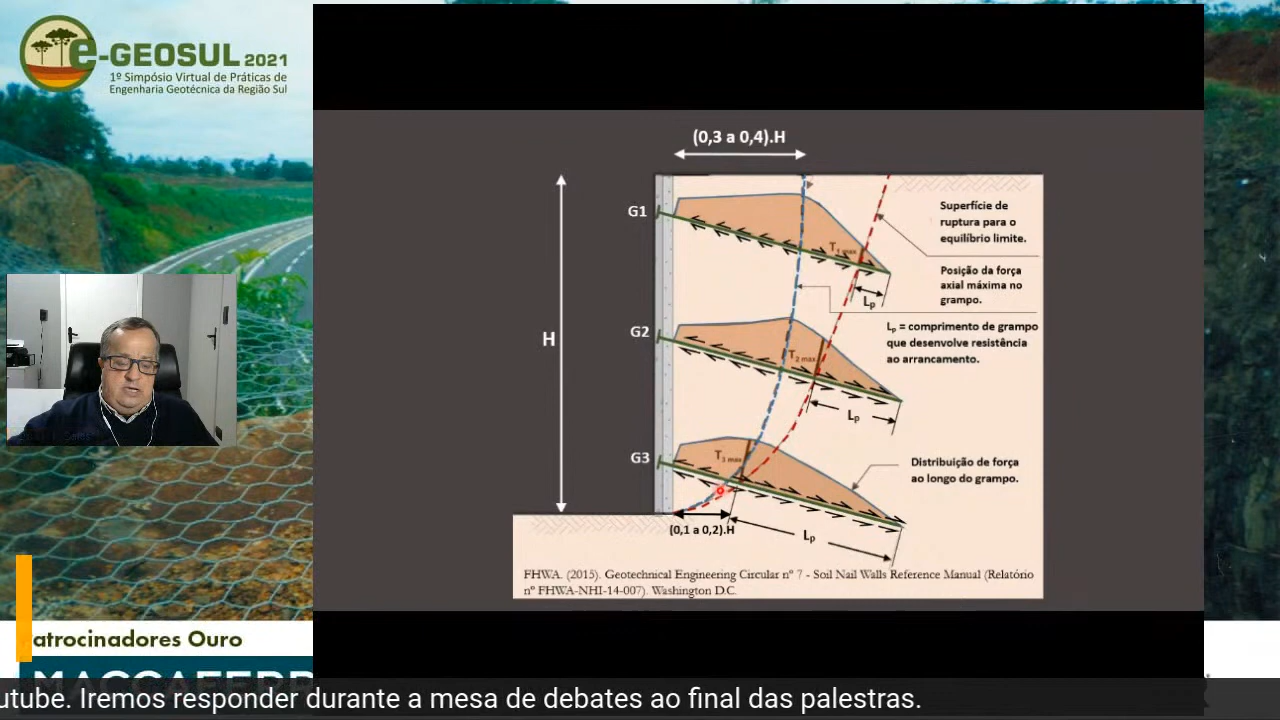 e-GEOSUL 2021
1º Simpósio Virtual de Práticas de
Engenharia Geotécnica da Região Sul
(0,3 a 0,4).H
G1
Superfície de
ruptura para o
equilíbrio limite.
T1 max
Posição da força
axial máxima no
grampo.
Lp
G2
H
Lp = comprimento de grampo
que desenvolve resistência
ao arrancamento.
T2 max
Lp
G3
T3 max
Distribuição de força
ao longo do grampo.
(0,1 a 0,2).H
Lp
FHWA. (2015). Geotechnical Engineering Circular nº 7 - Soil Nail Walls Reference Manual (Relatório
nº FHWA-NHI-14-007). Washington D.C.
atrocinadores Ouro
utube. Iremos responder durante a mesa de debates ao final das palestras.